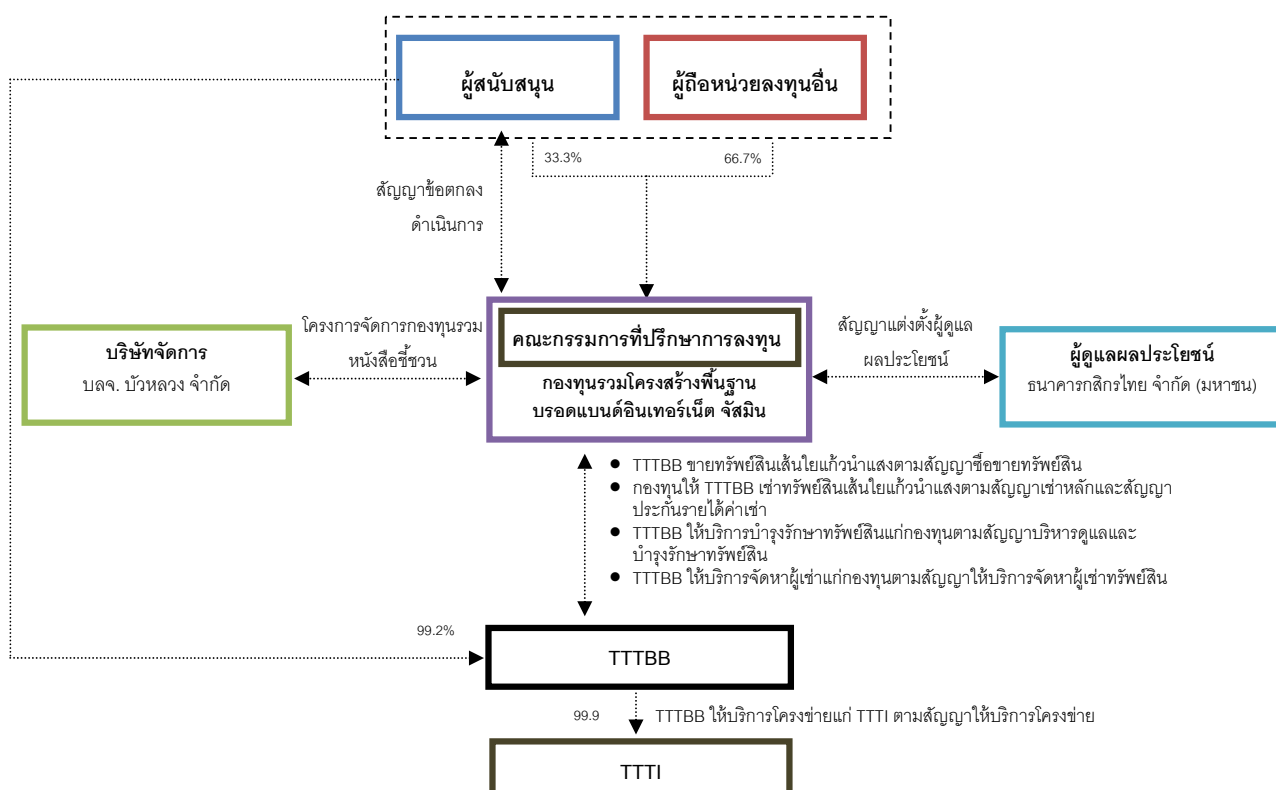 ผู้สนับสนุน
ผู้ถือหน่วยลงทุนอื่น
33.3%
66.7%
สัญญาข้อตกลง
ดำเนินการ
โครงการจัดการกองทุนรวม
หนังสือชี้ชวน
บริษัทจัดการ
บลจ. บัวหลวง จำกัด
คณะกรรมการที่ปรึกษาการลงทุน
กองทุนรวมโครงสร้างพื้นฐาน
บรอดแบนด์อินเทอร์เน็ต จัสมิน
สัญญาแต่งตั้งผู้ดูแล
ผลประโยชน์
ผู้ดูแลผลประโยชน์
ธนาคารกสิกรไทย จำกัด (มหาชน)
● TTTBB ขายทรัพย์สินเส้นใยแก้วนำแสงตามสัญญาซื้อขายทรัพย์สิน
● กองทุนให้ TTTBB เช่าทรัพย์สินเส้นใยแก้วนำแสงตามสัญญาเช่าหลักและสัญญา
ประกันรายได้ค่าเช่า
● TTTBB ให้บริการบำรุงรักษาทรัพย์สินแก่กองทุนตามสัญญาบริหารดูแลและ
บำรุงรักษาทรัพย์สิน
● TTTBB ให้บริการจัดหาผู้เช่าแก่กองทุนตามสัญญาให้บริการจัดหาผู้เช่าทรัพย์สิน
99.2%
TTTBB
99.9
TTTBB ให้บริการโครงข่ายแก่ TTTI ตามสัญญาให้บริการโครงข่าย
TTTI